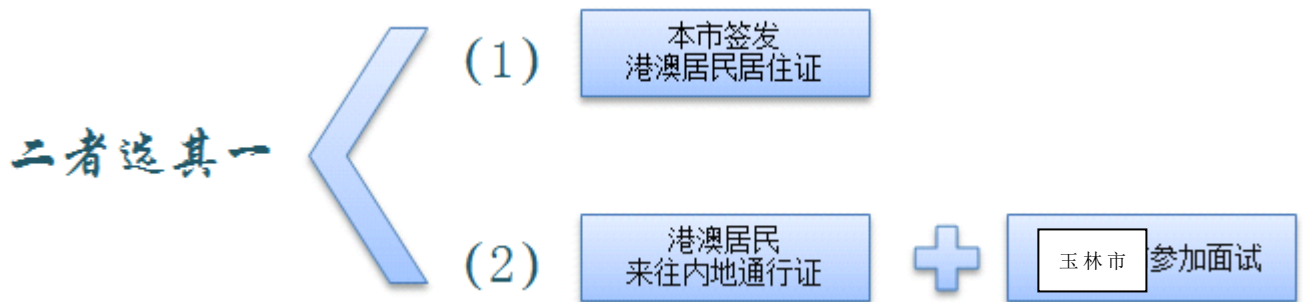 (1)
本市签发
港澳居民居住证
二者选其一
(2)
港澳居民
来往内地通行证
玉林市参加面试